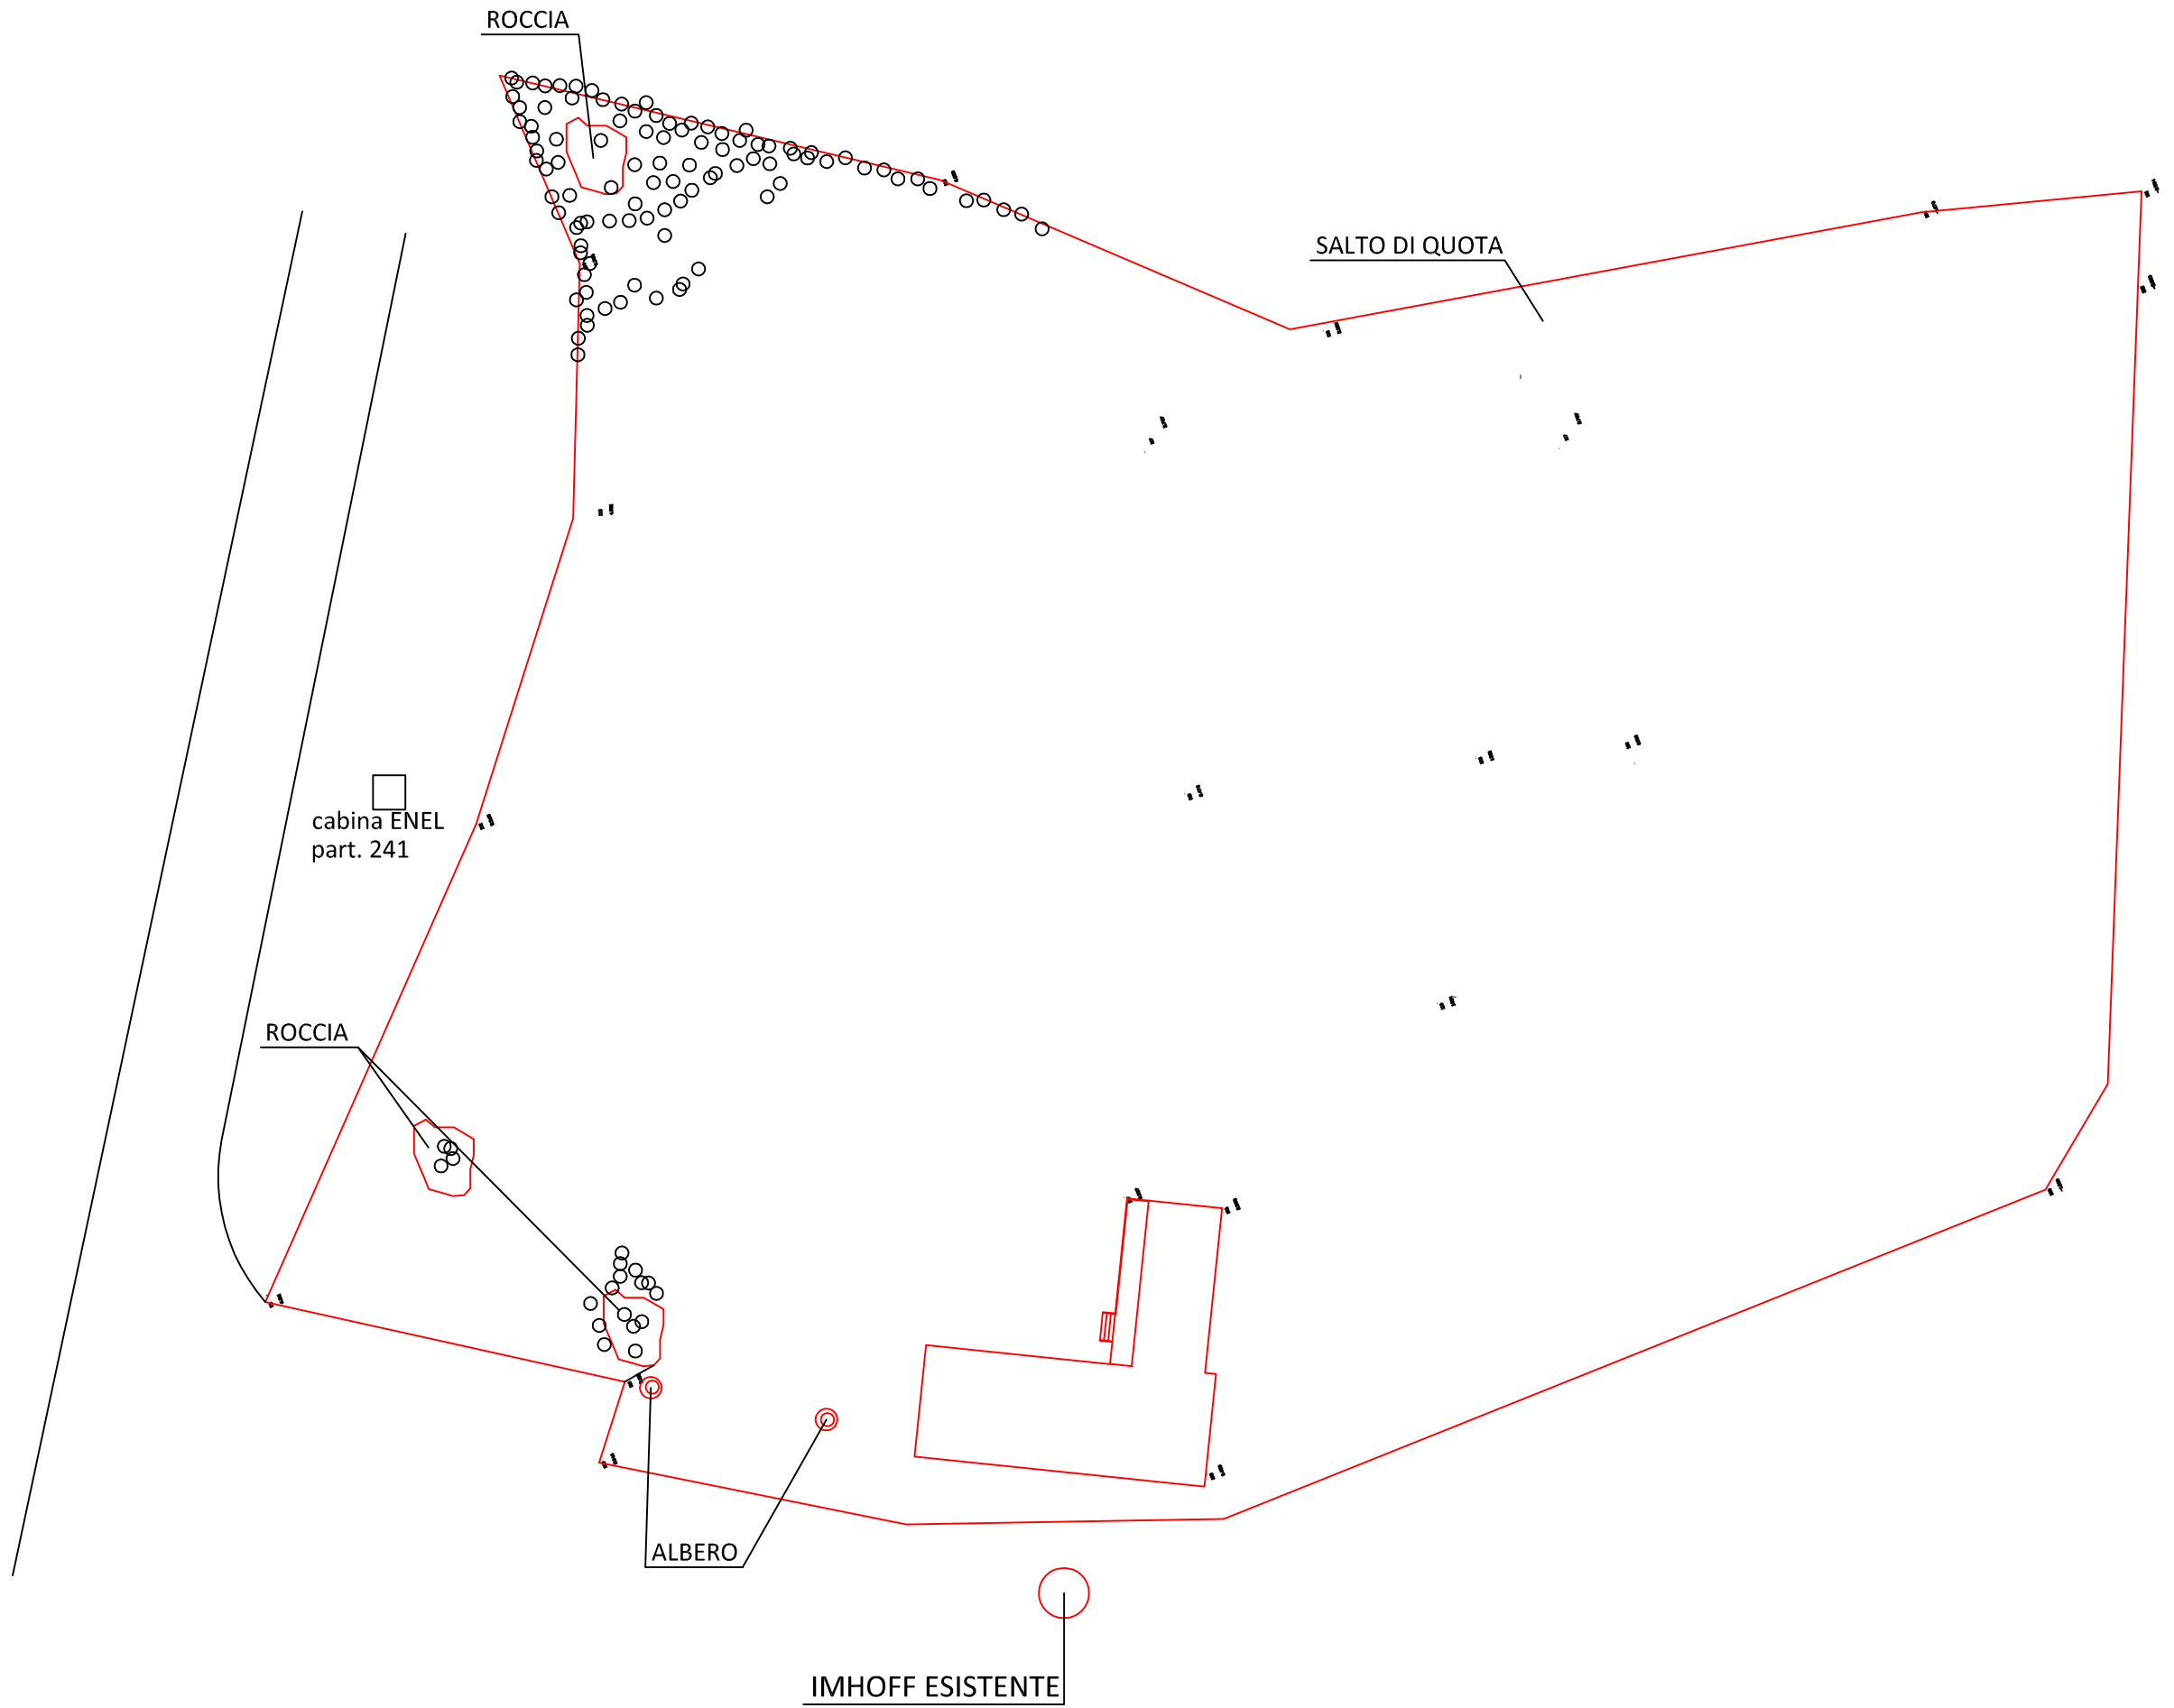 ROCCIA
SALTO DI QUOTA
cabina ENEL
part. 241
ROCCIA
ALBERO
IMHOFF ESISTENTE